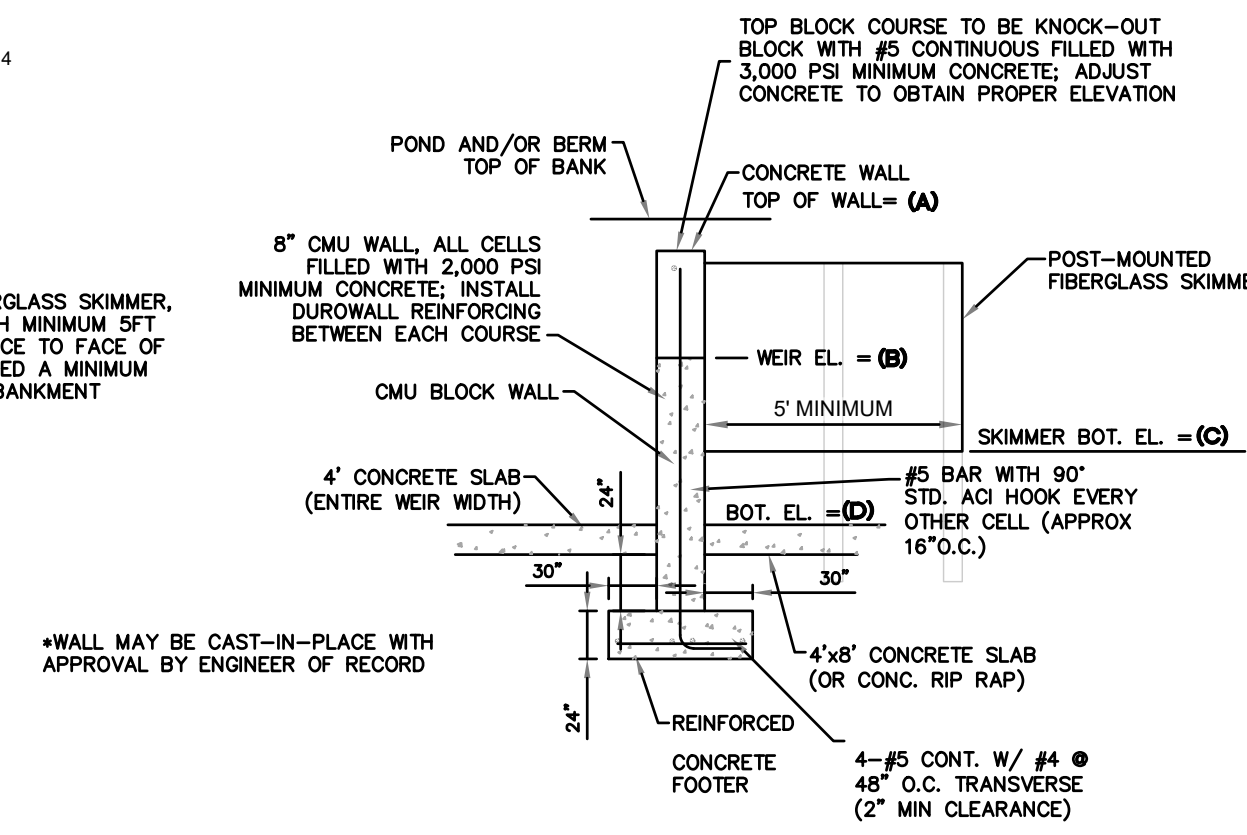 4
TOP BLOCK COURSE TO BE KNOCK-OUT
BLOCK WITH #5 CONTINUOUS FILLED WITH
3,000 PSI MINIMUM CONCRETE; ADJUST
CONCRETE TO OBTAIN PROPER ELEVATION
POND AND/OR BERM
TOP OF BANK
CONCRETE WALL
TOP OF WALL= (A)
8" CMU WALL, ALL CELLS
FILLED WITH 2,000 PSI
MINIMUM CONCRETE; INSTALL
DUROWALL REINFORCING
BETWEEN EACH COURSE
POST-MOUNTED
FIBERGLASS SKIMME
RGLASS SKIMMER,
H MINIMUM 5FT
CE TO FACE OF
ED A MINIMUM
BANKMENT
WEIR EL. = (B)
CMU BLOCK WALL
5' MINIMUM
SKIMMER BOT. EL. = (C)
4' CONCRETE SLAB
(ENTIRE WEIR WIDTH)
24"
#5 BAR WITH 90°
STD. ACI HOOK EVERY
OTHER CELL (APPROX
16"O.C.)
BOT. EL. = (D)
30"
30"
*WALL MAY BE CAST-IN-PLACE WITH
APPROVAL BY ENGINEER OF RECORD
4'x8' CONCRETE SLAB
(OR CONC. RIP RAP)
24"
REINFORCED
CONCRETE
FOOTER
4-#5 CONT. W/ #4 @
48" O.C. TRANSVERSE
(2" MIN CLEARANCE)